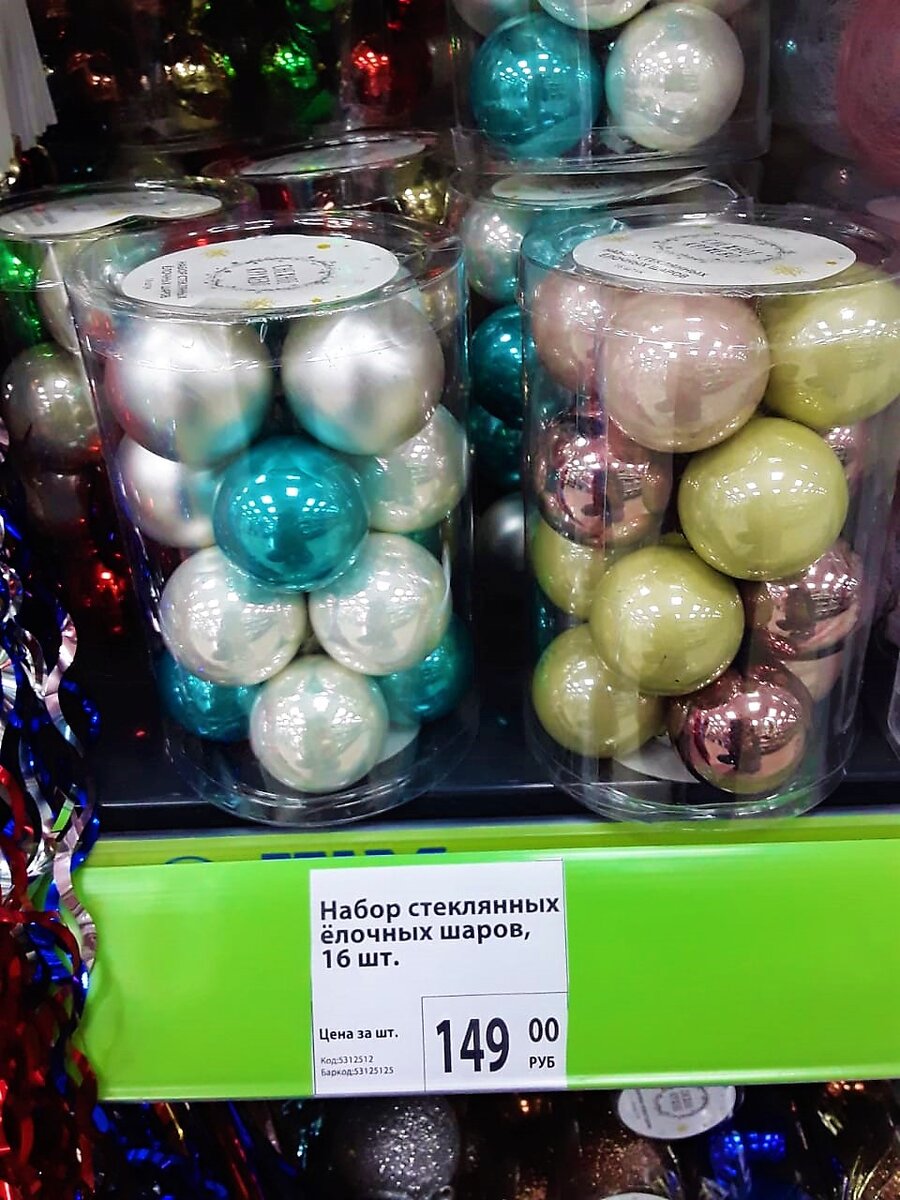 Набор стеклянных
ёлочных шаров,
16 шт.
Цена за шт.
149 00
РУБ
Код:5312512
Баркод:53125125